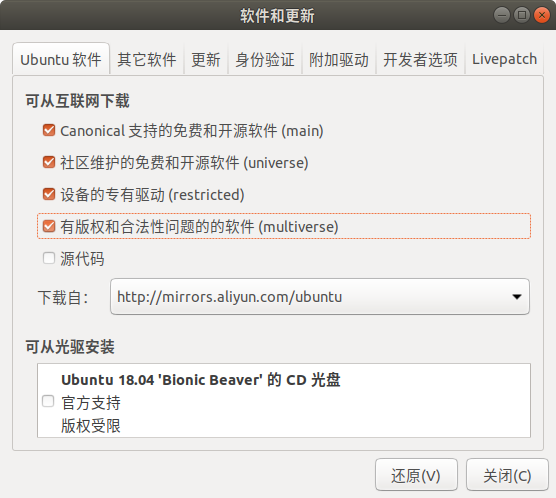 软件和更新
Ubuntu 软件 其它软件 更新 身份验证 附加驱动 开发者选项 Livepatch
可从互联网下载
Canonical 支持的免费和开源软件 (main)
社区维护的免费和开源软件 (universe)
设备的专有驱动 (restricted)
有版权和合法性问题的的软件 (multiverse)
源代码
下载自： http://mirrors.aliyun.com/ubuntu
可从光驱安装
Ubuntu 18.04 'Bionic Beaver' 的 CD 光盘
官方支持
版权受限
还原(V) 关闭(C)